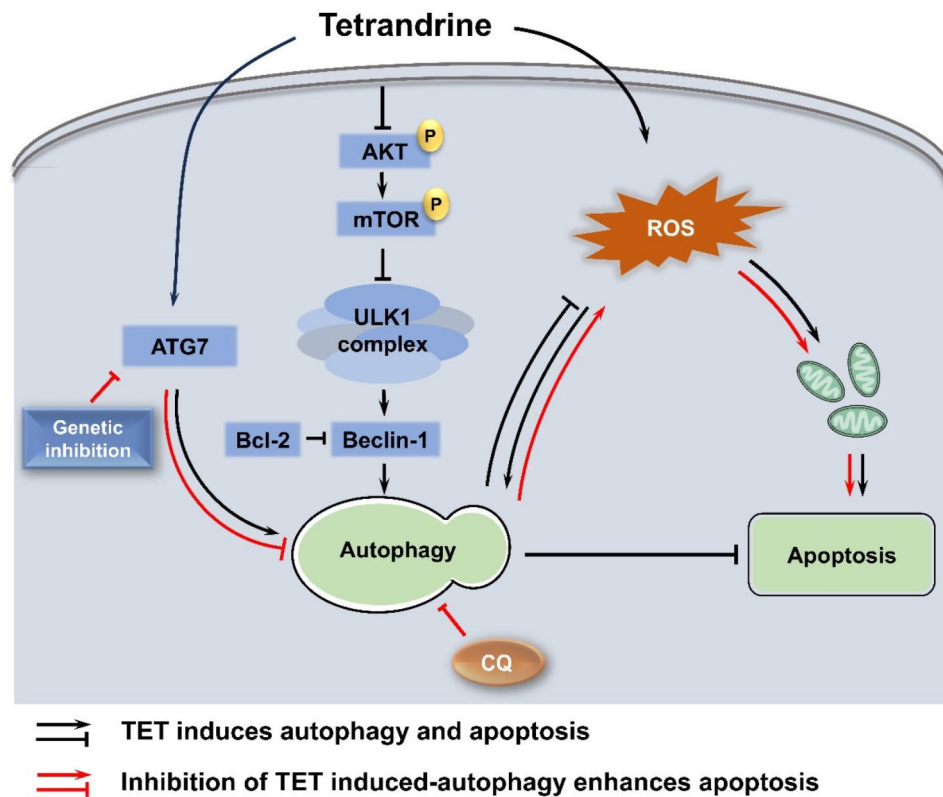 Tetrandrine
AKT
P
mTOR
P
ROS
ULK1
complex
ATG7
Genetic
inhibition
Bcl-2
Beclin-1
Autophagy
Apoptosis
CQ
TET induces autophagy and apoptosis
Inhibition of TET induced-autophagy enhances apoptosis